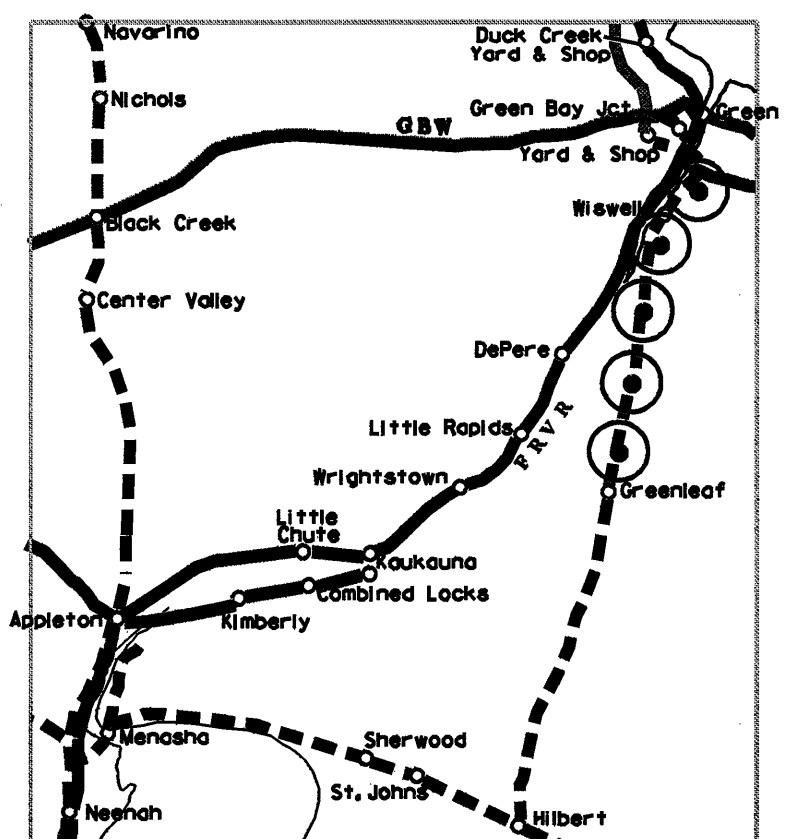 Navarino
Duck Creek
Yard & Shop
Nichols
Green Bay Jct.
Green
GBW
Yard & Shop
Wiswell
Black Creek
Center Valley
DePere
Little Rapids
FRVR
Wrightstown
Greenleaf
Little
Chute
Kaukauna
Combined Locks
Appleton
Kimberly
Menasha
Sherwood
St. Johns
Neenah
Hilbert